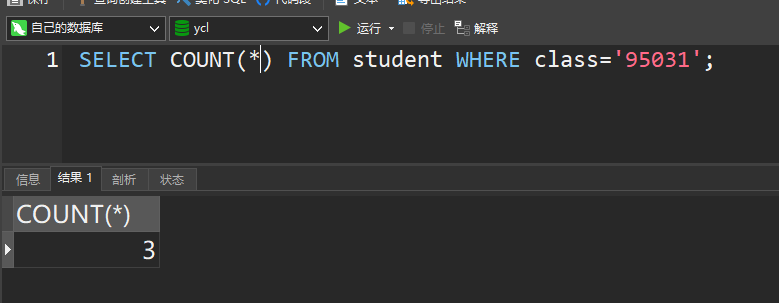 自己的数据库 ycl 运行 停止 解释
1 SELECT COUNT(*) FROM student WHERE class='95031';
信息 结果 1 剖析 状态
COUNT(*)
3